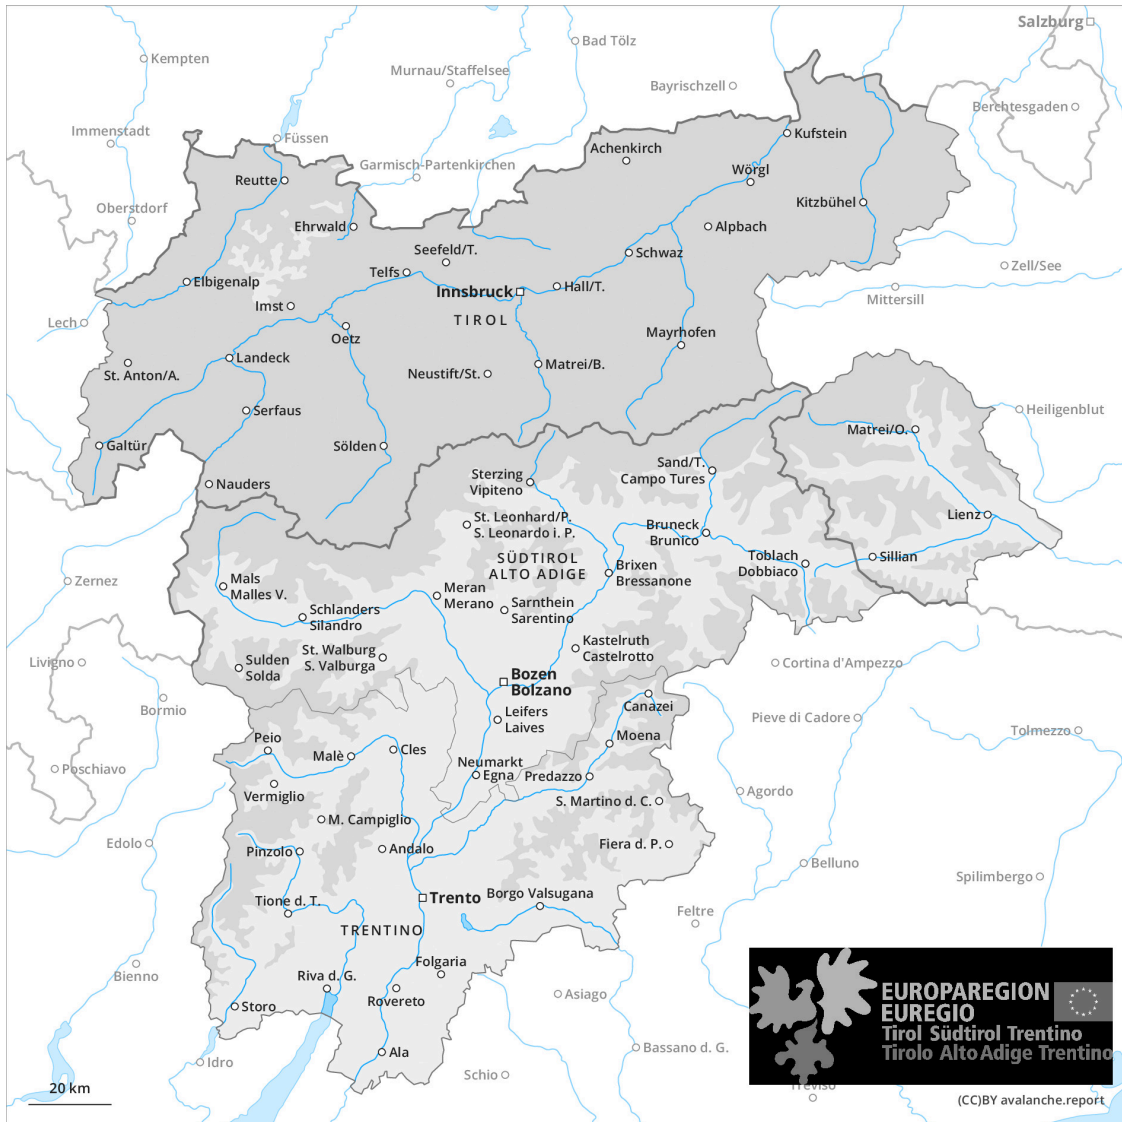 Salzburg
Bad Tölz
Kempten
Murnau/Staffelsee
Bayrischzell
Berchtesgaden
Immenstadt
Füssen
Kufstein
Achenkirch
Garmisch-Partenkirchen
Wörgl
Reutte
Kitzbühel
Oberstdorf
Ehrwald
Alpbach
Seefeld/T.
Schwaz
Telfs
Zell/See
Elbigenalp
Hall/T.
Innsbruck
Mittersill
Imst
TIROL
Lech
Oetz
Mayrhofen
Landeck
Matrei/B.
St. Anton/A.
Neustift/St.
Serfaus
Heiligenblut
Matrei/O.
Galtür
Sölden
Sand/T.
Campo Tures
Sterzing
Vipiteno
Nauders
Lienz
St. Leonhard/P.
S. Leonardo i. P.
Bruneck
Brunico
SÜDTIROL
ALTO ADIGE
Toblach
Dobbiaco
Sillian
Brixen
Bressanone
Zernez
Mals
Malles V.
Meran
Merano
Sarnthein
Sarentino
Schlanders
Silandro
Kastelruth
Castelrotto
St. Walburg
S. Valburga
Livigno
Sulden
Solda
Cortina d'Ampezzo
Bozen
Bolzano
Canazei
Bormio
Leifers
Laives
Pieve di Cadore
Tolmezzo
Moena
Peio
Cles
Malè
Neumarkt
Egna
Predazzo
Poschiavo
Vermiglio
Agordo
S. Martino d. C.
M. Campiglio
Edolo
Fiera d. P.
Pinzolo
Andalo
Belluno
Spilimbergo
Borgo Valsugana
Tione d. T.
Trento
Feltre
TRENTINO
Folgaria
Bienno
Riva d. G.
Rovereto
Asiago
Storo
EUROPAREGION
EUREGIO
Tirol Südtirol Trentino
Tirolo Alto Adige Trentino
Ala
Idro
Bassano d. G.
Schio
Treviso
20 km
(CC)BY avalanche.report